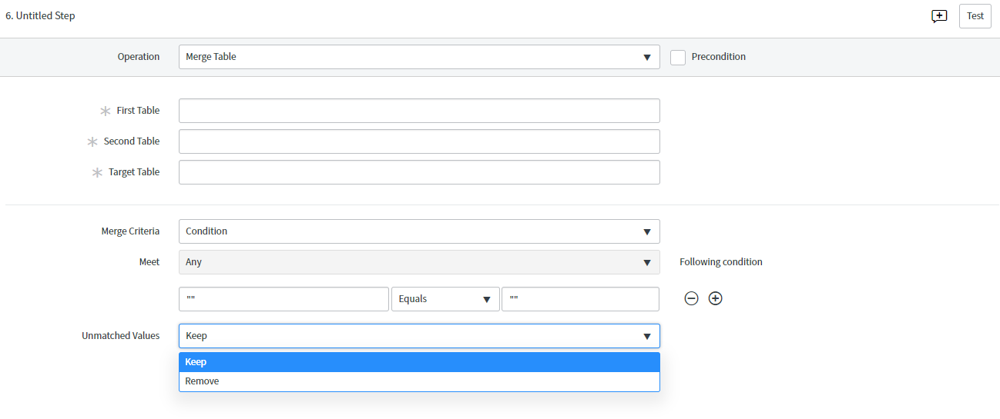 6. Untitled Step
Test
Operation
Merge Table
Precondition
First Table
Second Table
Target Table
Merge Criteria
Condition
Meet
Any
Following condition
""
Equals
""
Unmatched Values
Keep
Keep
Remove